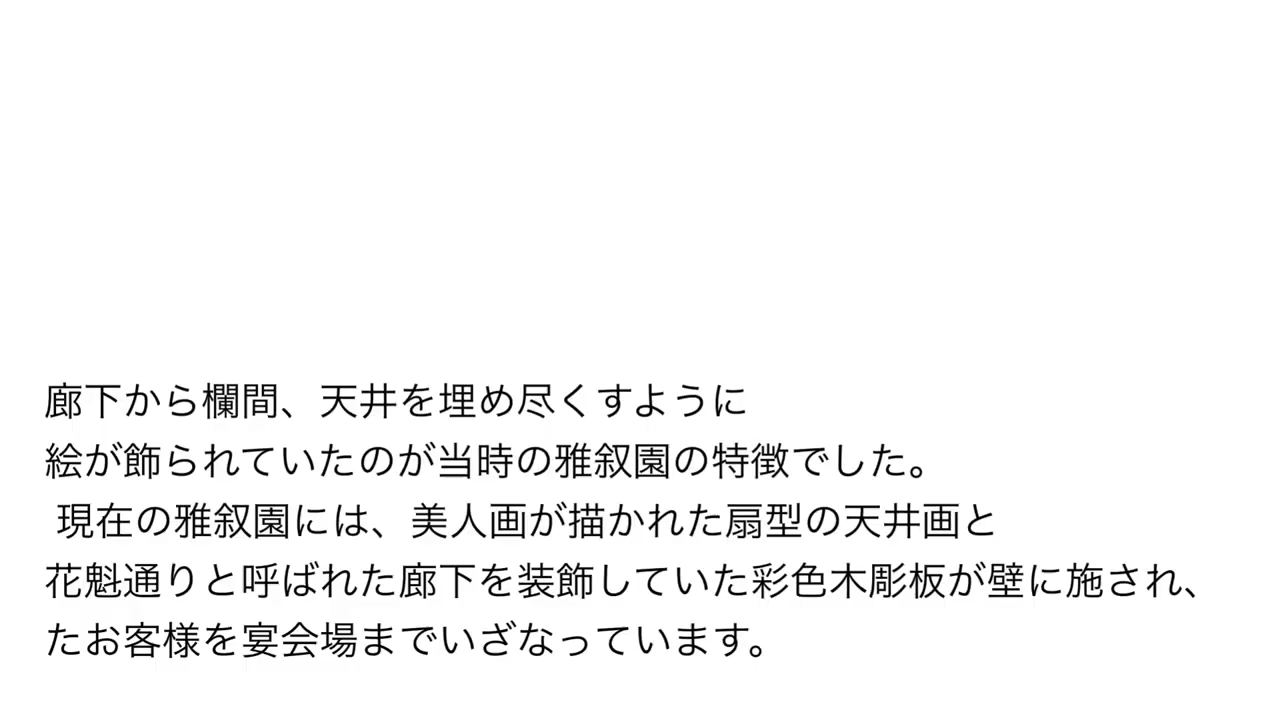 廊下から欄間、天井を埋め尽くすように
絵が飾られていたのが当時の雅叙園の特徴でした。
現在の雅叙園には、美人画が描かれた扇型の天井画と
花魁通りと呼ばれた廊下を装飾していた彩色木彫板が壁に施され、
たお客様を宴会場までいざなっています。